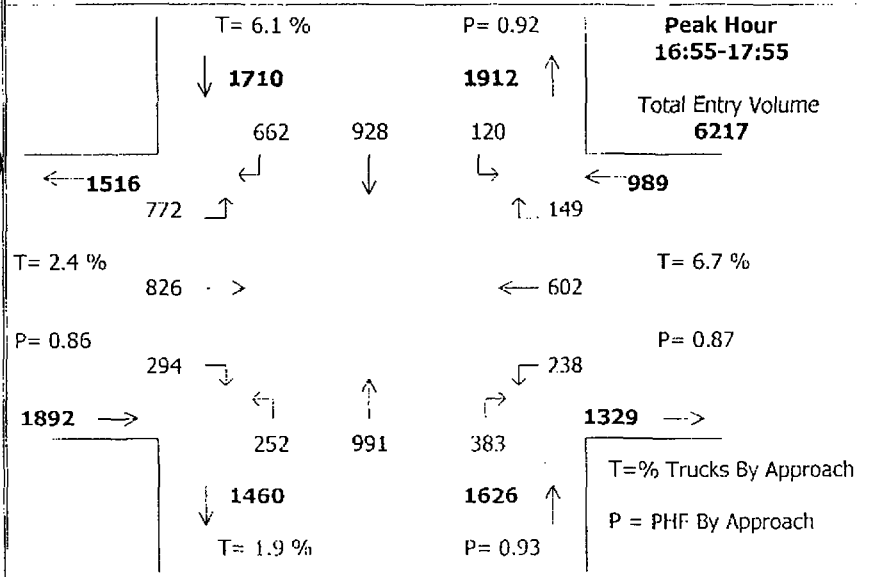 T= 6.1 % P= 0.92 Peak Hour
16:55-17:55
1710 1912
Total Entry Volume
662 928 120 6217
1516 989
772 149
T= 2.4 % T= 6.7 %
826 602
P= 0.86 P= 0.87
294 238
1892 1329
252 991 383
T=% Trucks By Approach
1460 1626
P = PHF By Approach
T= 1.9 % P= 0.93